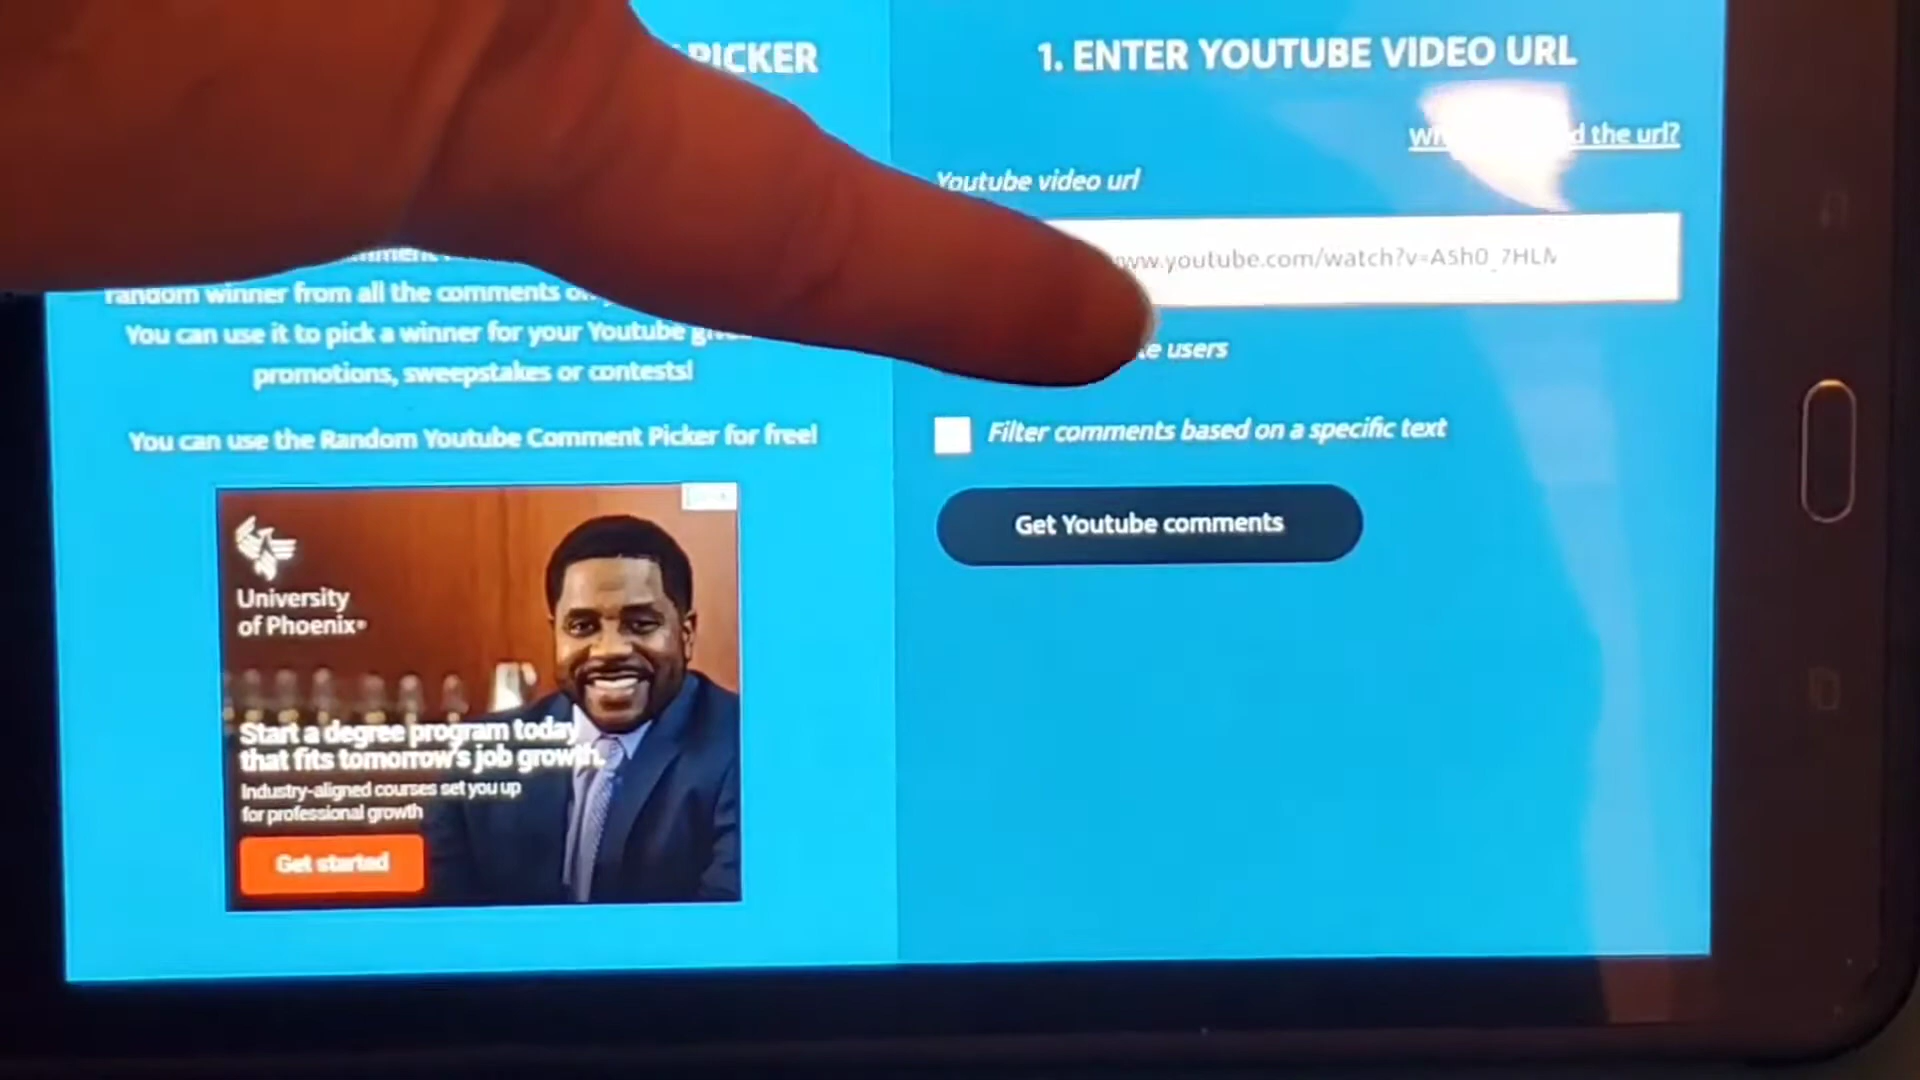 PICKER
random winner from all the comments
You can use it to pick a winner for your Youtube
promotions, sweepstakes or contests!
You can use the Random Youtube Comment Picker for free!
University
of Phoenix®
Start a degree program today
that fits tomorrow's job growth.
Industry-aligned courses set you up
for professional growth
Get started
1. ENTER YOUTUBE VIDEO URL
the url?
Youtube video url
www.youtube.com/watch?v=A5h0_7HLM
users
Filter comments based on a specific text
Get Youtube comments